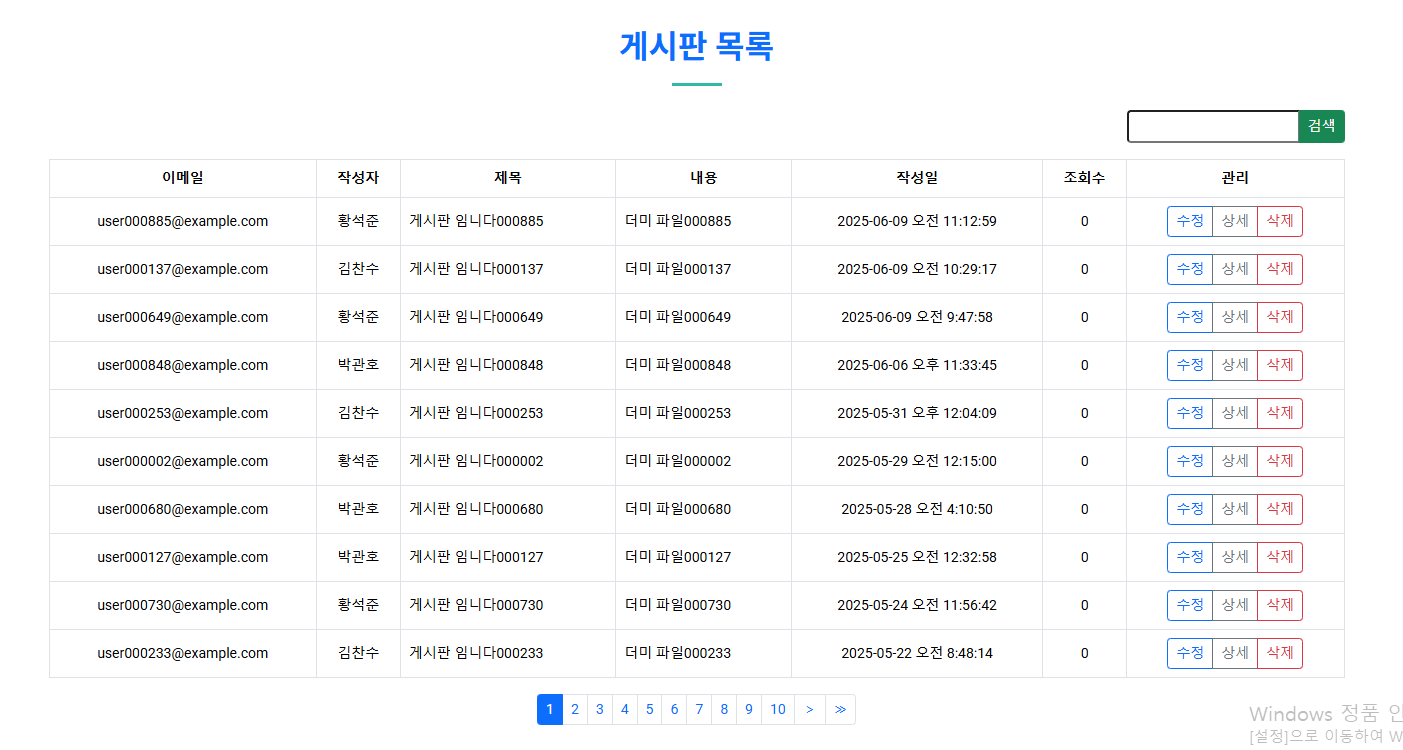 게시판 목록
검색
이메일 작성자 제목 내용 작성일 조회수 관리
user000885@example.com 황석준 게시판 임니다000885 더미 파일000885 2025-06-09 오전 11:12:59 0 수정 상세 삭제
user000137@example.com 김찬수 게시판 임니다000137 더미 파일000137 2025-06-09 오전 10:29:17 0 수정 상세 삭제
user000649@example.com 황석준 게시판 임니다000649 더미 파일000649 2025-06-09 오전 9:47:58 0 수정 상세 삭제
user000848@example.com 박관호 게시판 임니다000848 더미 파일000848 2025-06-06 오후 11:33:45 0 수정 상세 삭제
user000253@example.com 김찬수 게시판 임니다000253 더미 파일000253 2025-05-31 오후 12:04:09 0 수정 상세 삭제
user000002@example.com 황석준 게시판 임니다000002 더미 파일000002 2025-05-29 오전 12:15:00 0 수정 상세 삭제
user000680@example.com 박관호 게시판 임니다000680 더미 파일000680 2025-05-28 오전 4:10:50 0 수정 상세 삭제
user000127@example.com 박관호 게시판 임니다000127 더미 파일000127 2025-05-25 오전 12:32:58 0 수정 상세 삭제
user000730@example.com 황석준 게시판 임니다000730 더미 파일000730 2025-05-24 오전 11:56:42 0 수정 상세 삭제
user000233@example.com 김찬수 게시판 임니다000233 더미 파일000233 2025-05-22 오전 8:48:14 0 수정 상세 삭제
1 2 3 4 5 6 7 8 9 10 > ≫
Windows 정품
[설정]으로 이동하여 W